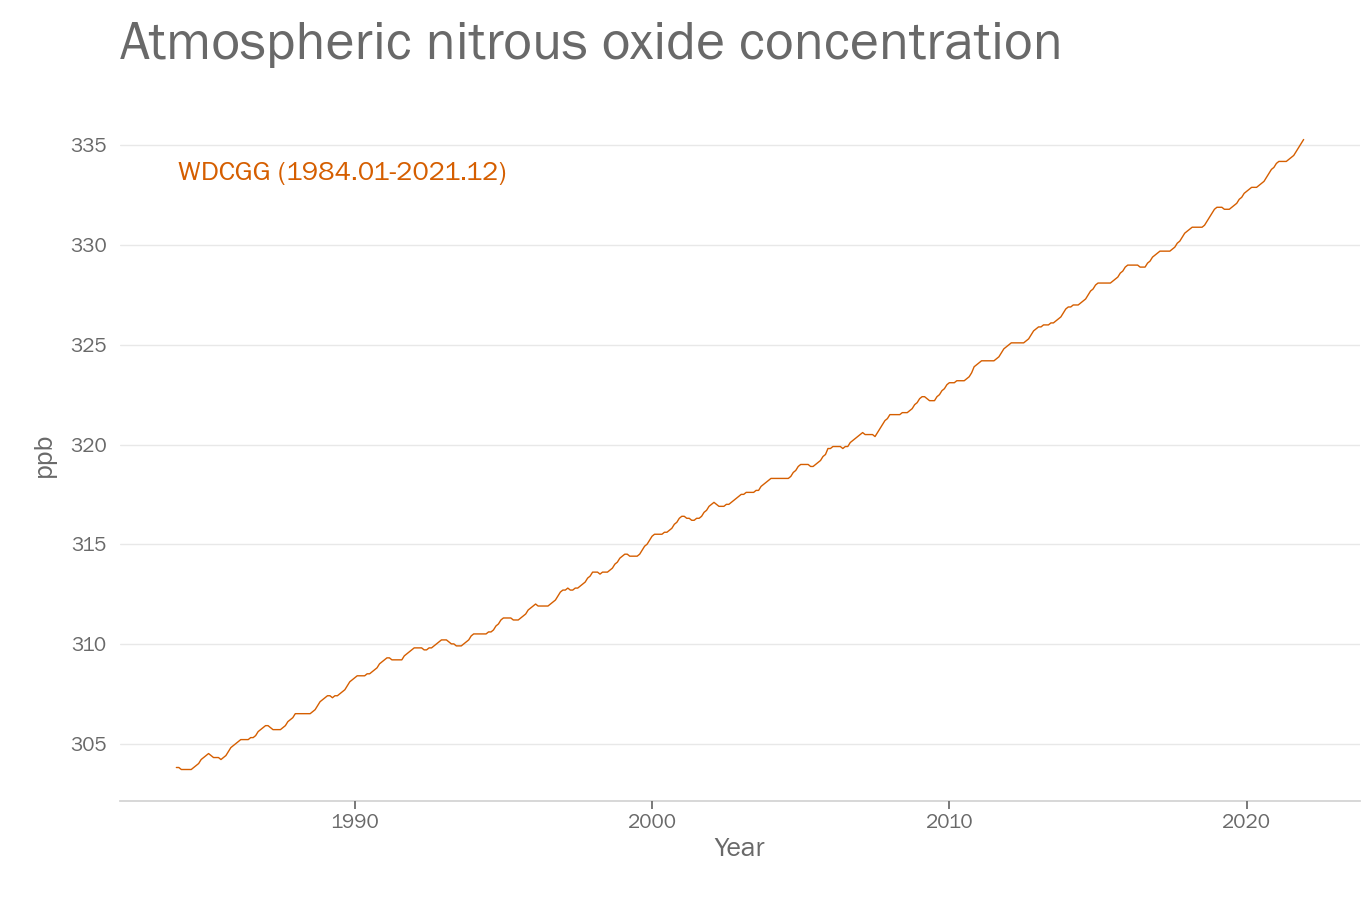 Atmospheric nitrous oxide concentration
335
WDCGG (1984.01-2021.12)
330
325
320
ppb
315
310
305
1990 2000 2010 2020
Year